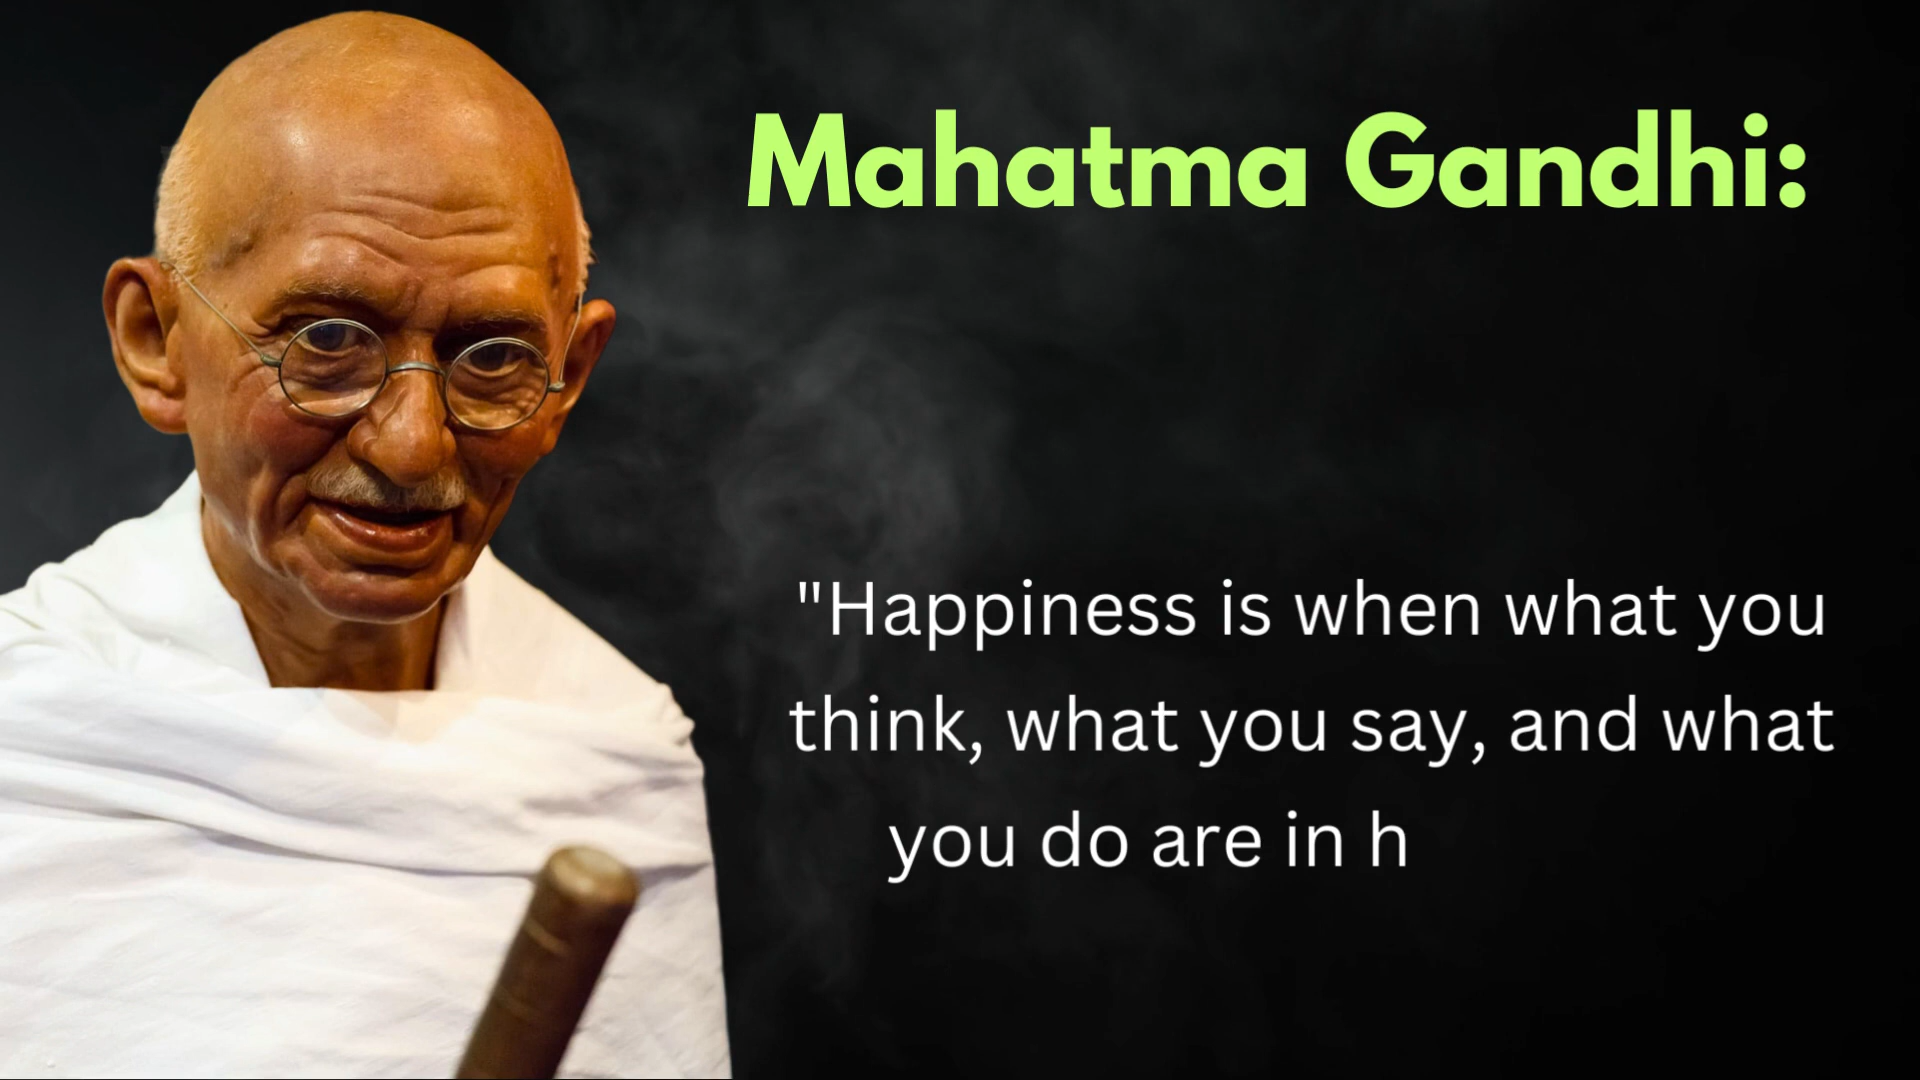 Mahatma Gandhi:
"Happiness is when what you
think, what you say, and what
you do are in h